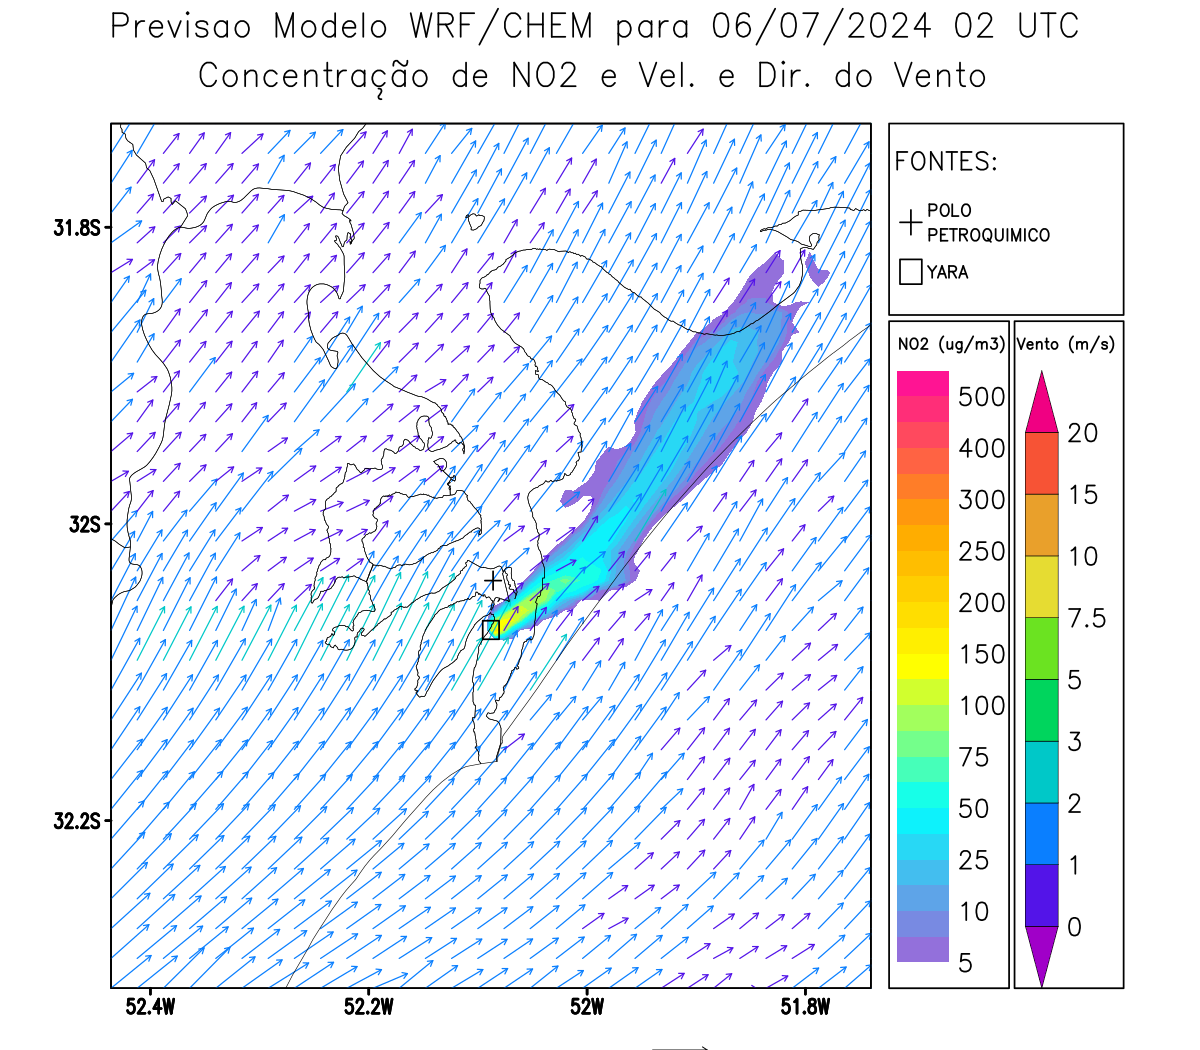 Previsao Modelo WRF/CHEM para 06/07/2024 02 UTC
Concentração de NO2 e Vel. e Dir. do Vento
FONTES:
POLO
PETROQUIMICO
YARA
NO2 (ug/m3)
500
400
300
250
200
150
100
75
50
25
10
5
Vento (m/s)
20
15
10
7.5
5
3
2
1
0
31.8S
32S
32.2S
52.4W
52.2W
52W
51.8W